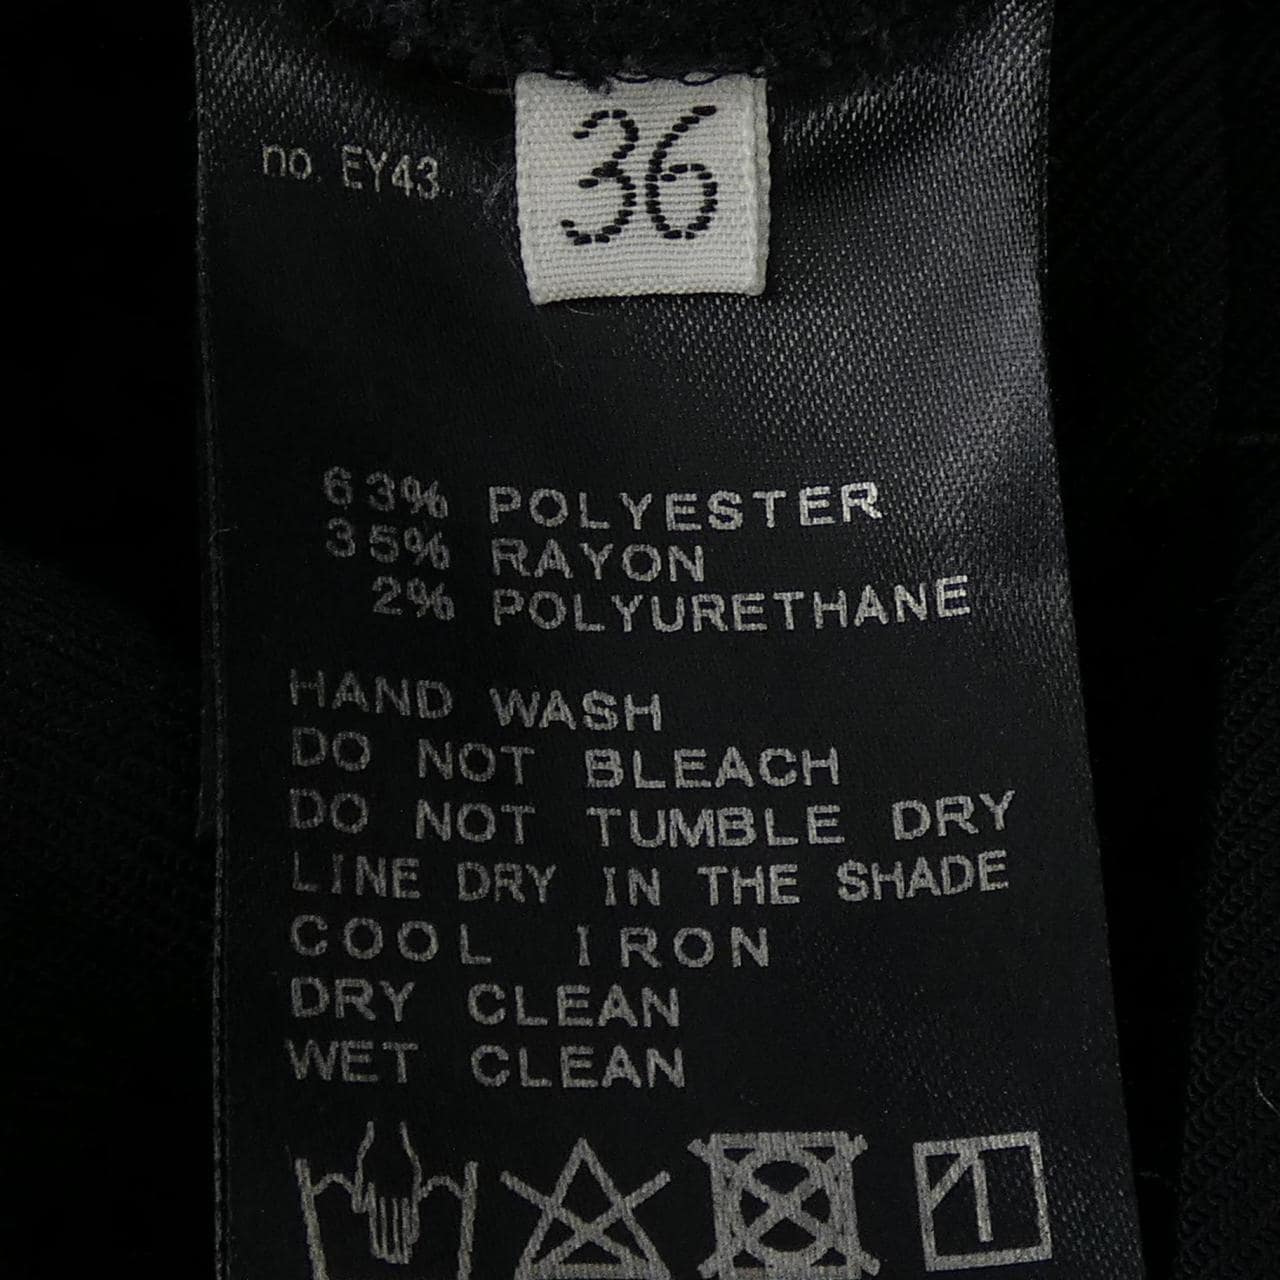 36
no. EY43
63% POLYESTER
35% RAYON
2% POLYURETHANE
HAND WASH
DO NOT BLEACH
DO NOT TUMBLE DRY
LINE DRY IN THE SHADE
COOL IRON
DRY CLEAN
WET CLEAN